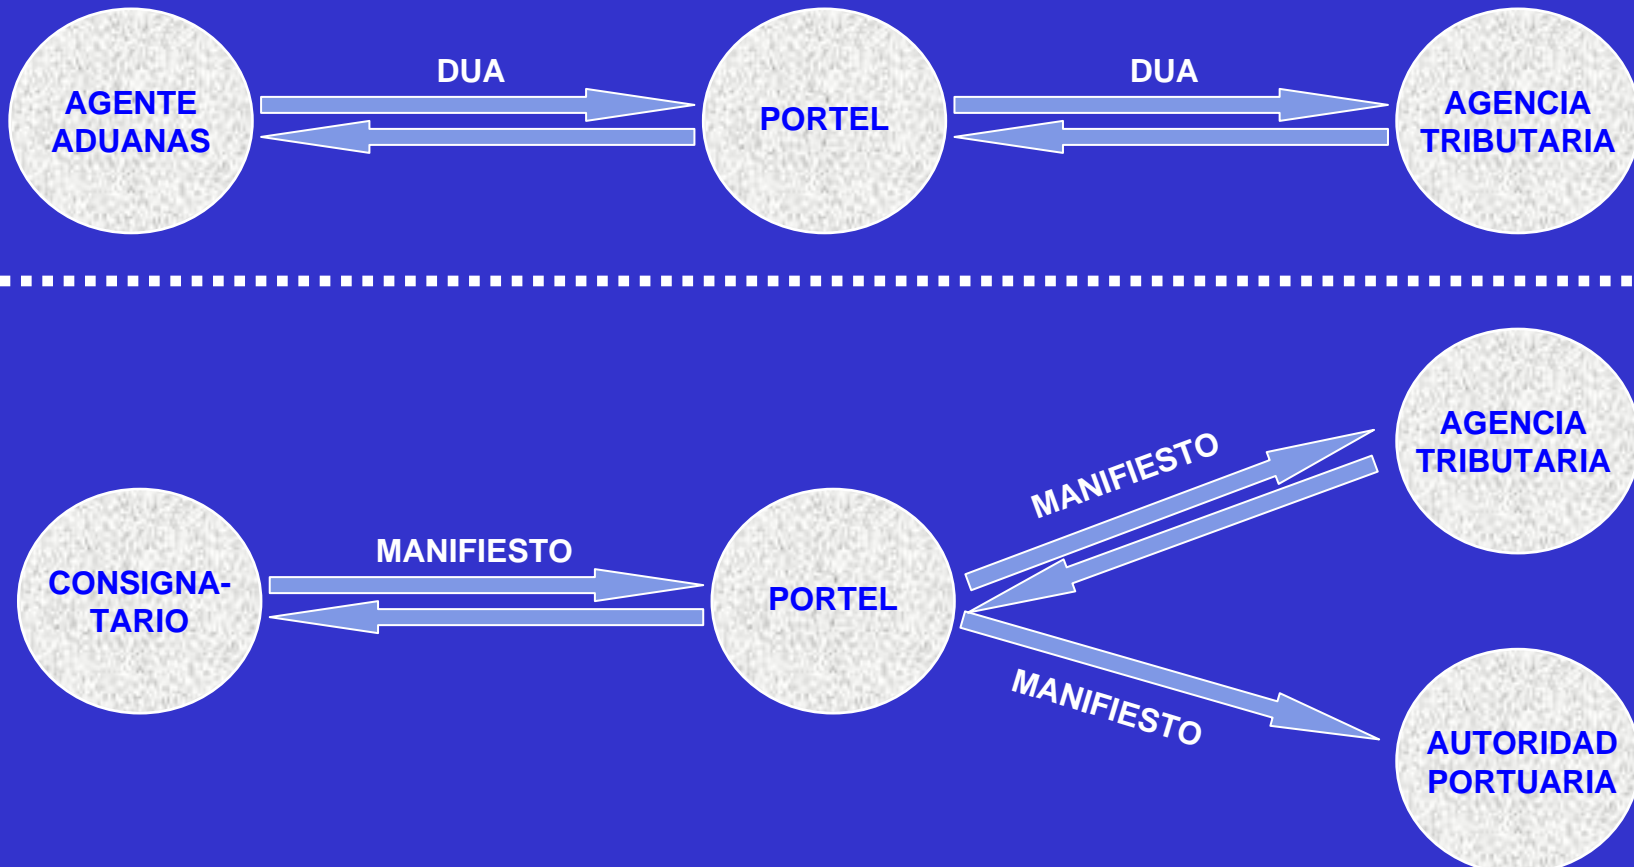 DUA
DUA
AGENTE
ADUANAS
PORTEL
AGENCIA
TRIBUTARIA
AGENCIA
TRIBUTARIA
MANIFIESTO
MANIFIESTO
CONSIGNA-
TARIO
PORTEL
MANIFIESTO
AUTORIDAD
PORTUARIA